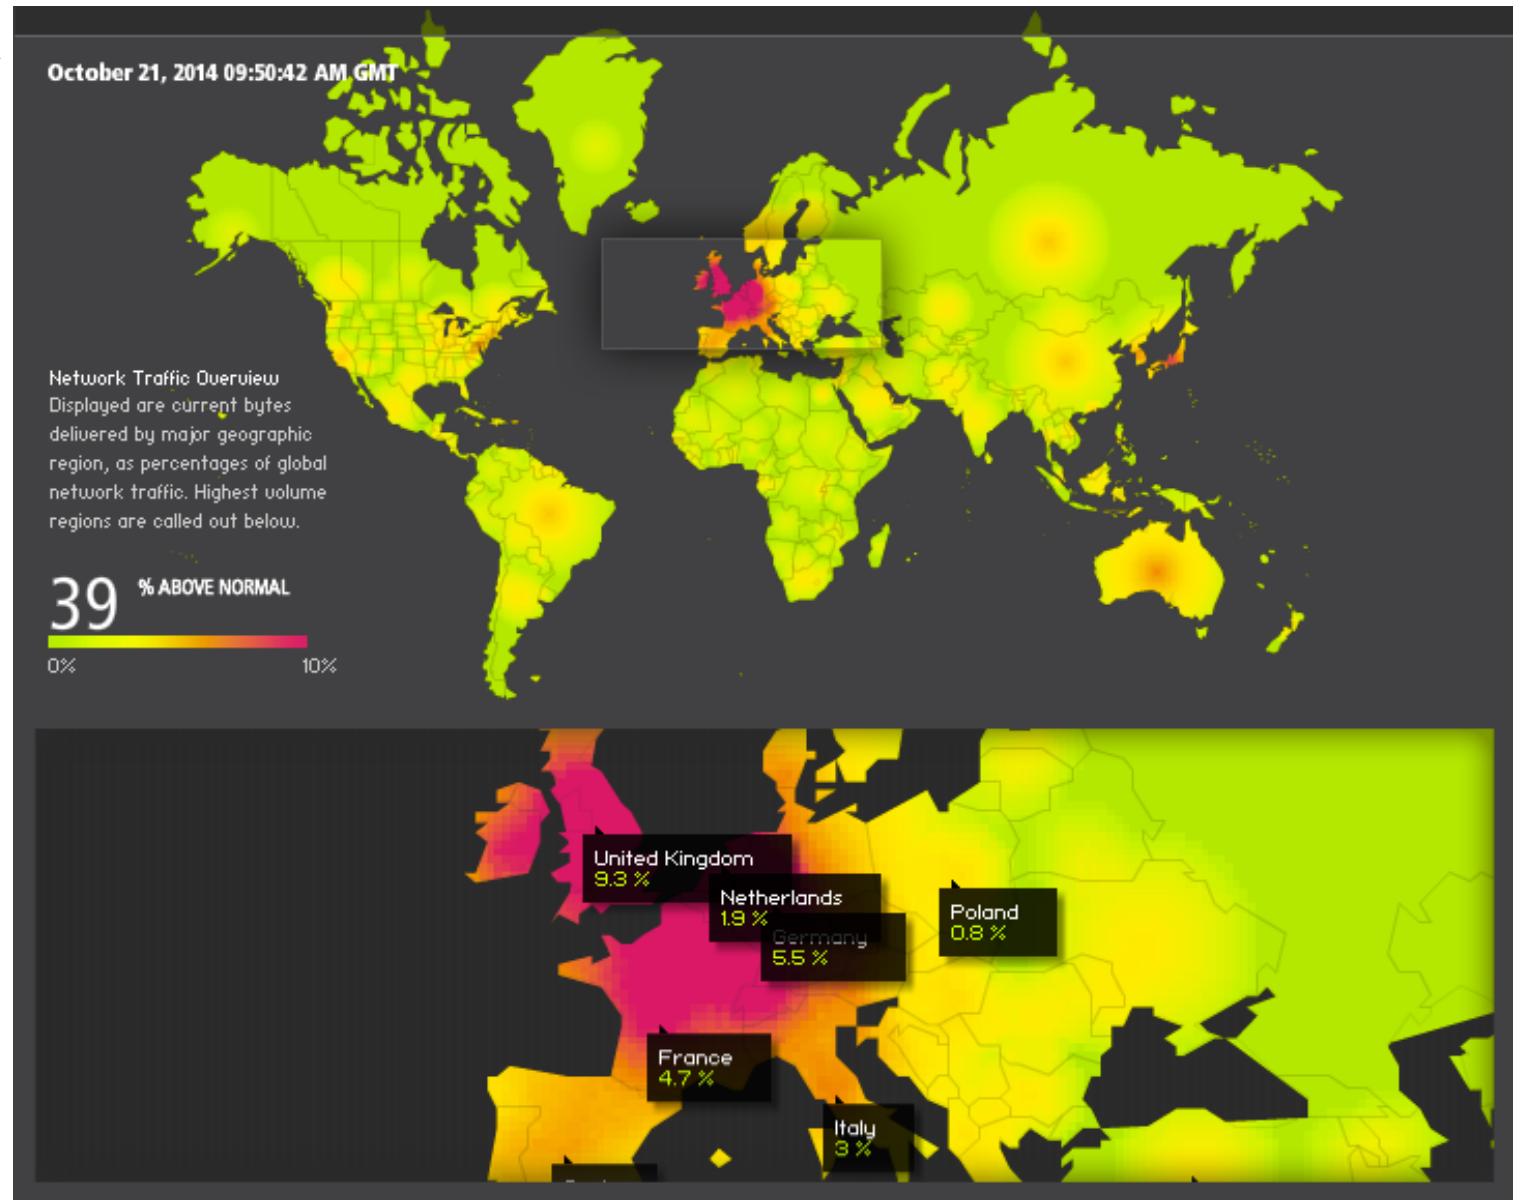 October 21, 2014 09:50:42 AM GMT
Network Traffic Overview
Displayed are current bytes
delivered by major geographic
region, as percentages of global
network traffic. Highest volume
regions are called out below.
39 % ABOVE NORMAL
0% 10%
United Kingdom
9.3 %
Netherlands
1.9 %
Germany
5.5 %
Poland
0.8 %
France
4.7 %
Italy
3 %